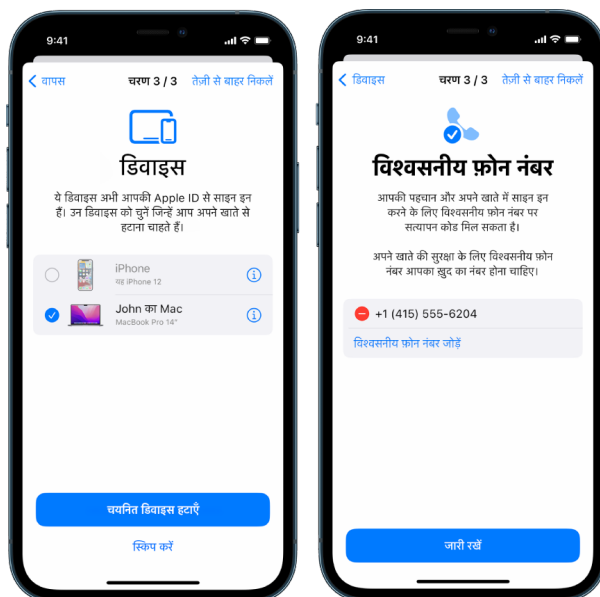 9:41
वापस
चरण 3 / 3
तेज़ी से बाहर निकलें
डिवाइस
ये डिवाइस अभी आपकी Apple ID से साइन इन
हैं। उन डिवाइस को चुनें जिन्हें आप अपने खाते से
हटाना चाहते हैं।
iPhone
यह iPhone 12
John का Mac
MacBook Pro 14"
चयनित डिवाइस हटाएँ
स्किप करें
9:41
डिवाइस
चरण 3 / 3
तेज़ी से बाहर निकलें
विश्वसनीय फ़ोन नंबर
आपकी पहचान और अपने खाते में साइन इन
करने के लिए विश्वसनीय फ़ोन नंबर पर
सत्यापन कोड मिल सकता है।
अपने खाते की सुरक्षा के लिए विश्वसनीय फ़ोन
नंबर आपका ख़ुद का नंबर होना चाहिए।
+1 (415) 555-6204
विश्वसनीय फ़ोन नंबर जोड़ें
जारी रखें